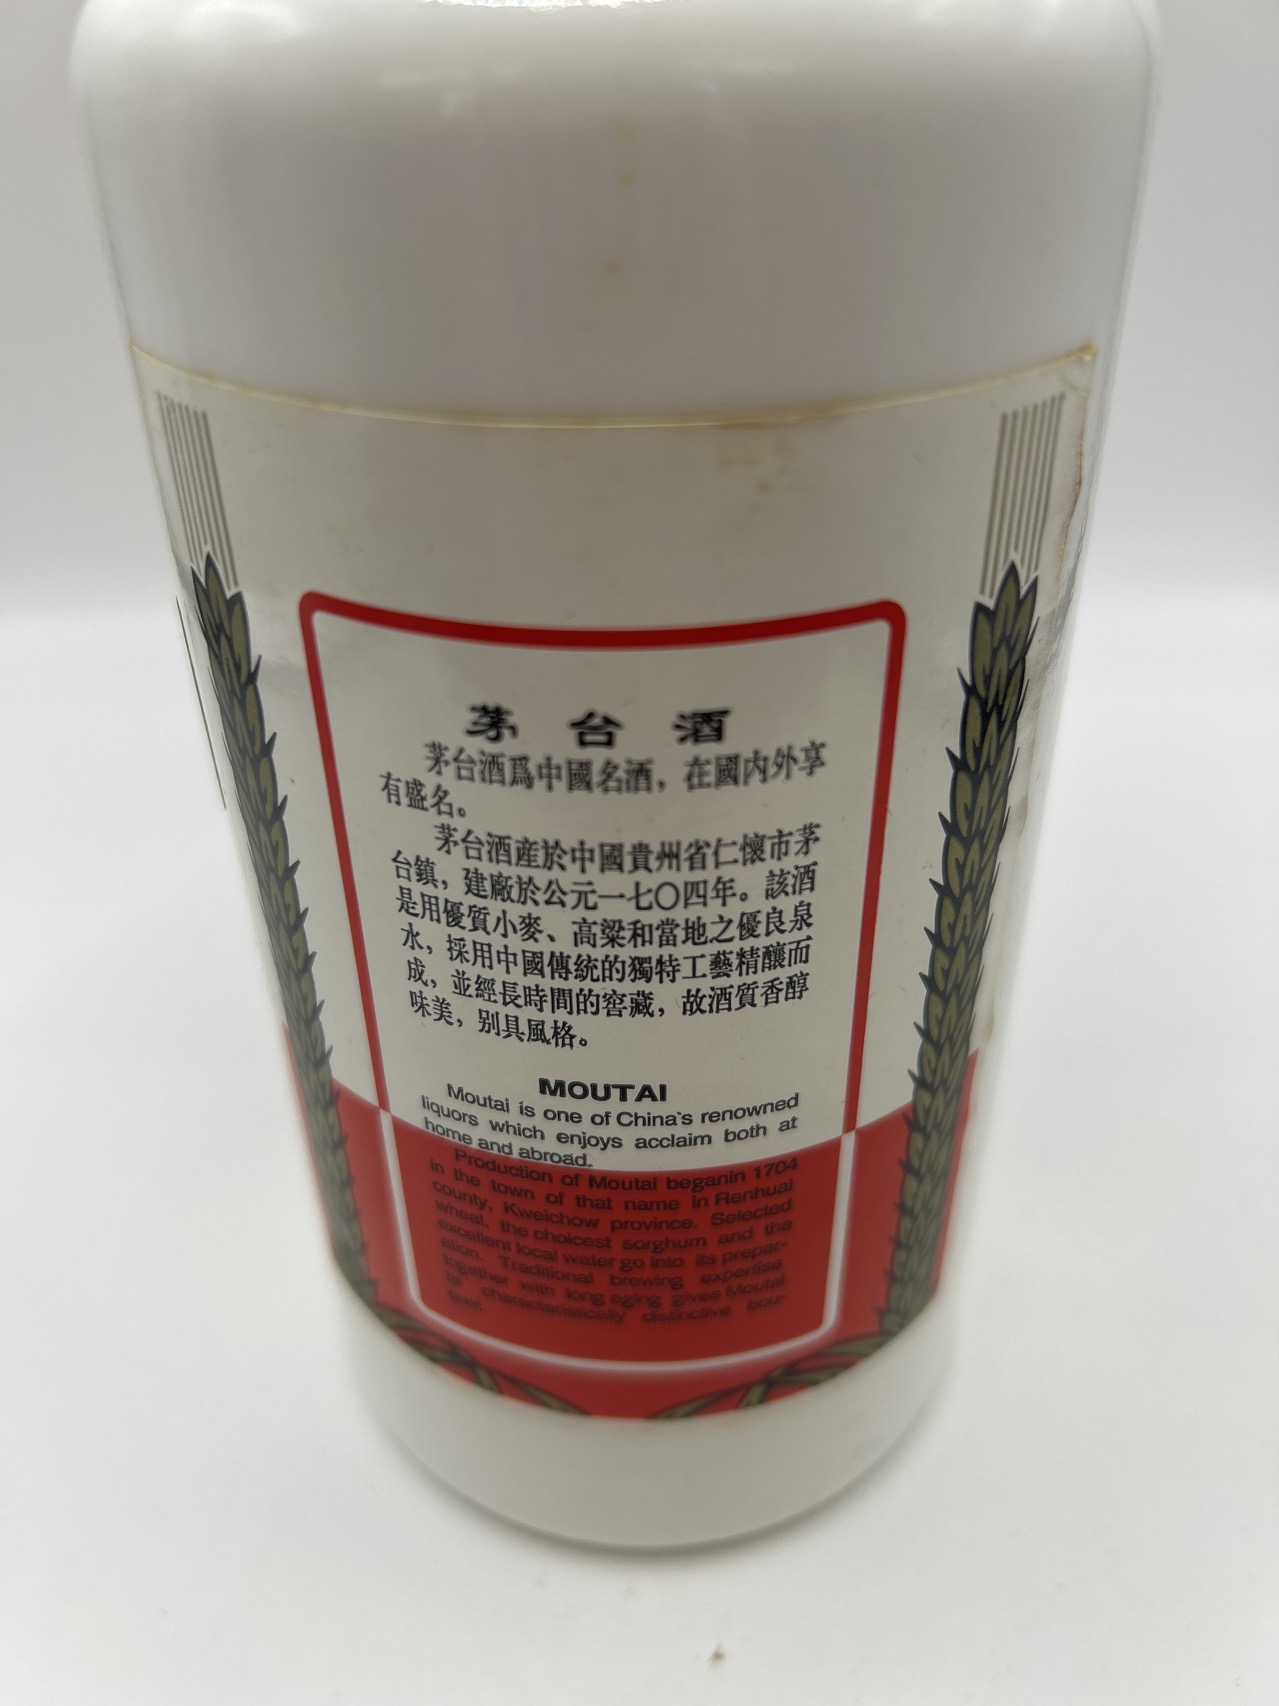 茅台酒
茅台酒爲中國名酒，在國內外享
有盛名。
茅台酒産於中國貴州省仁懷市茅
台鎮，建廠於公元一七〇四年。該酒
是用優質小麥、高粱和當地之優良泉
水，採用中國傳統的獨特工藝精釀而
成，並經長時間的窖藏，故酒質香醇
味美，别具風格。
MOUTAI
Moutai is one of China's renowned
liquors which enjoys acclaim both at
home and abroad.
Production of Moutai beganin 1704
in the town of that name in Renhuai
county, Kweichow province. Selected
wheat, the choicest sorghum and the
excellent local water go into its prepar-
ation. Traditional brewing expertise
together with long aging gives Moutai
its characteristically distinctive bou-
quet.